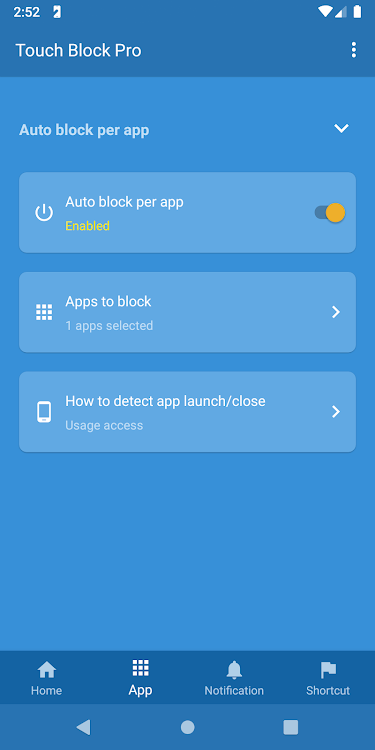 2:52
Touch Block Pro
Auto block per app
Auto block per app
Enabled
Apps to block
1 apps selected
How to detect app launch/close
Usage access
Home
App
Notification
Shortcut